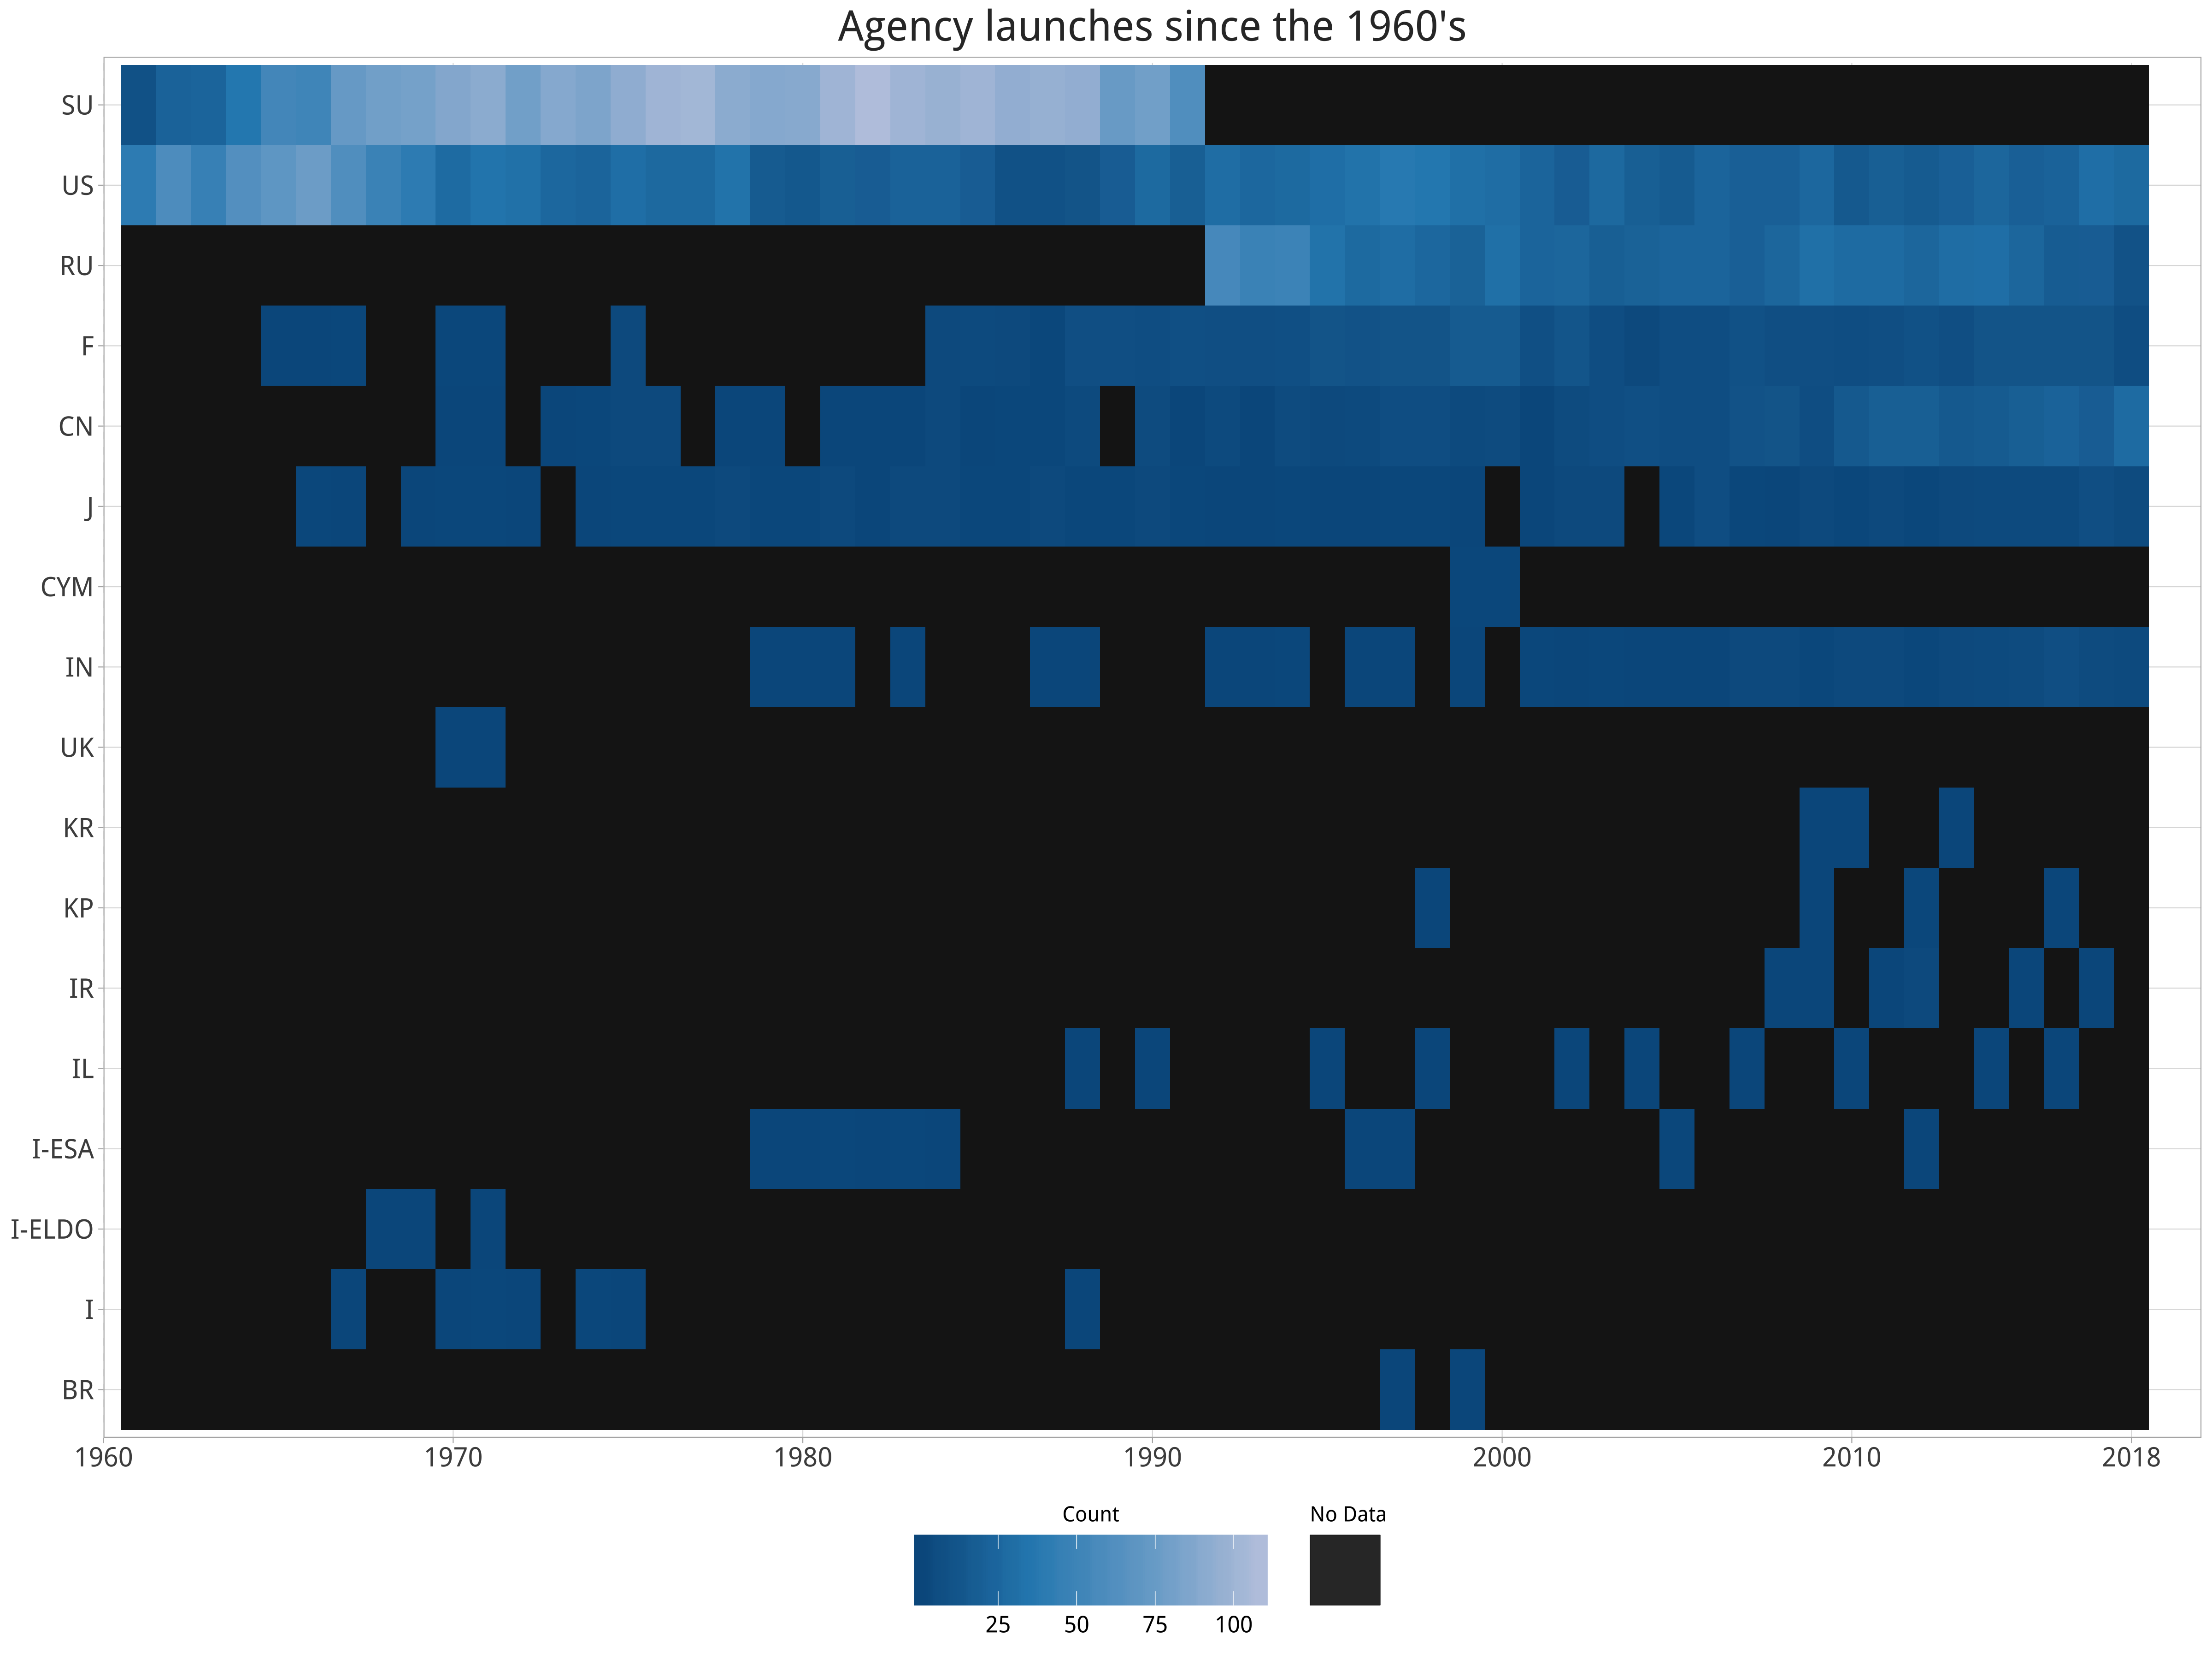 Agency launches since the 1960's
SU
US
RU
F
CN
J
CYM
IN
UK
KR
KP
IR
IL
I-ESA
I-ELDO
I
BR
1960 1970 1980 1990 2000 2010 2018
Count No Data
25 50 75 100